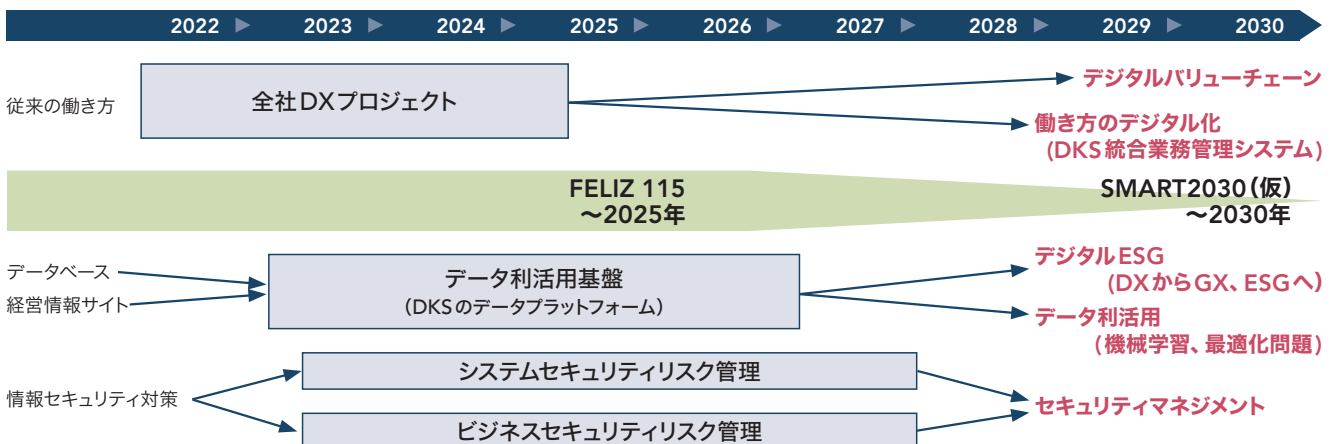 2022 2023 2024 2025 2026 2027 2028 2029 2030
従来の働き方
全社DXプロジェクト
デジタルバリューチェーン
働き方のデジタル化
(DKS統合業務管理システム)
FELIZ 115
～2025年
SMART2030(仮)
～2030年
データベース
経営情報サイト
データ利活用基盤
(DKSのデータプラットフォーム)
デジタルESG
(DXからGX、ESGへ)
データ利活用
(機械学習、最適化問題)
情報セキュリティ対策
システムセキュリティリスク管理
ビジネスセキュリティリスク管理
セキュリティマネジメント